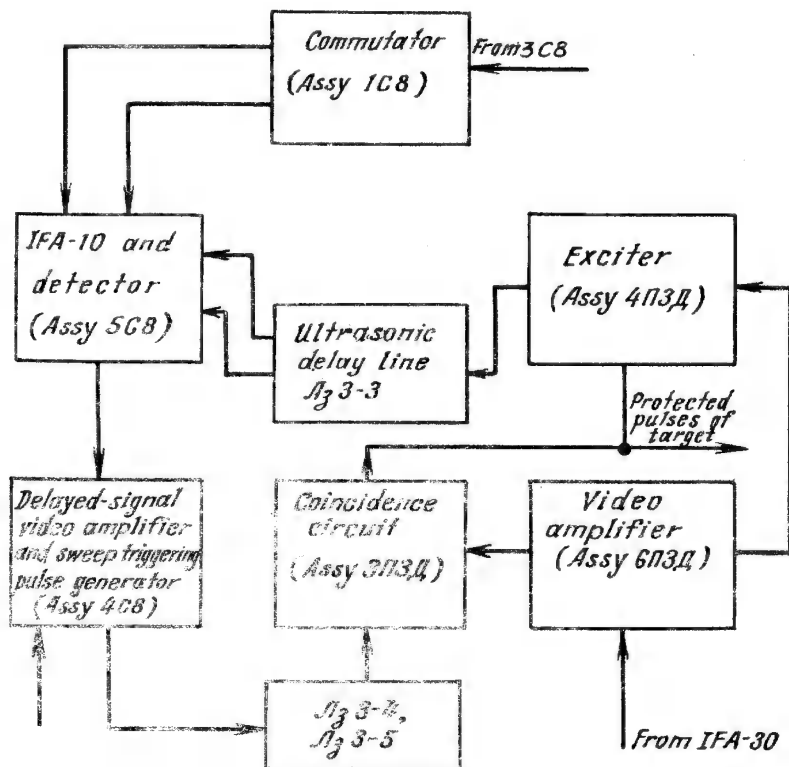 Commutator
(Assy 1C8)
From 3C8
IFA-10 and
detector
(Assy 5C8)
Exciter
(Assy 4ПЗД)
Ultrasonic
delay line
Лз 3-3
Protected
pulses of
target
Delayed-signal
video amplifier
and sweep triggering
pulse generator
(Assy 4C8)
Coincidence
circuit
(Assy 3ПЗД)
Video
amplifier
(Assy 6ПЗД)
Лз 3-4,
Лз 3-5
From IFA-30